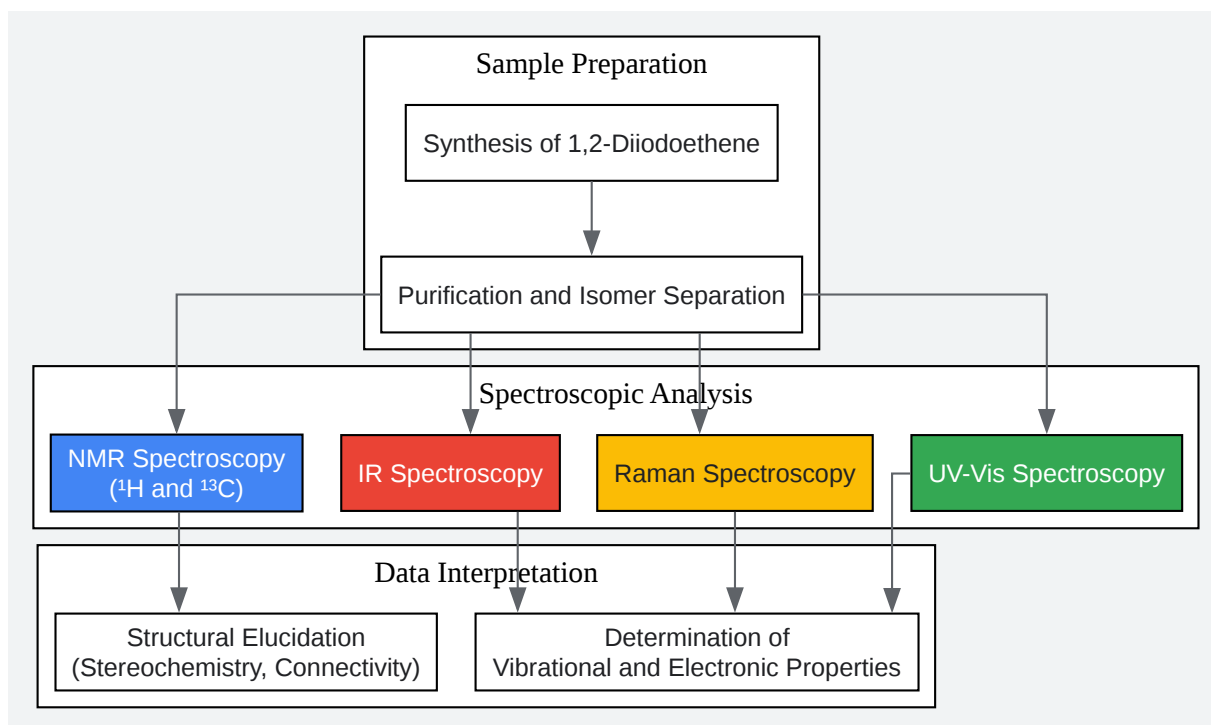 Sample Preparation
Synthesis of 1,2-Diiodoethene
Purification and Isomer Separation
Spectroscopic Analysis
NMR Spectroscopy
(¹H and ¹³C)
IR Spectroscopy
Raman Spectroscopy
UV-Vis Spectroscopy
Data Interpretation
Structural Elucidation
(Stereochemistry, Connectivity)
Determination of
Vibrational and Electronic Properties